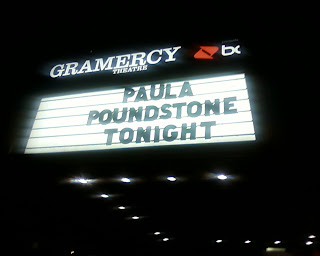 GRAMERCY
THEATRE
PAULA
POUNDSTONE
TONIGHT